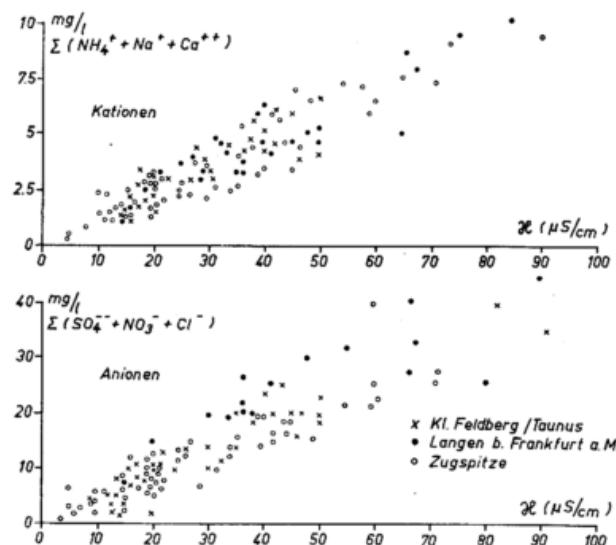 mg/l
Σ (NH₄⁺ + Na⁺ + Ca⁺⁺)
10
7.5
5
2.5
0
Kationen
ϰ (μS/cm)
0 10 20 30 40 50 60 70 80 90 100
mg/l
Σ (SO₄⁻⁻ + NO₃⁻ + Cl⁻)
40
30
20
10
0
Anionen
x Kl. Feldberg / Taunus
• Langen b. Frankfurt a.M
○ Zugspitze
ϰ (μS/cm)
0 10 20 30 40 50 60 70 80 90 100